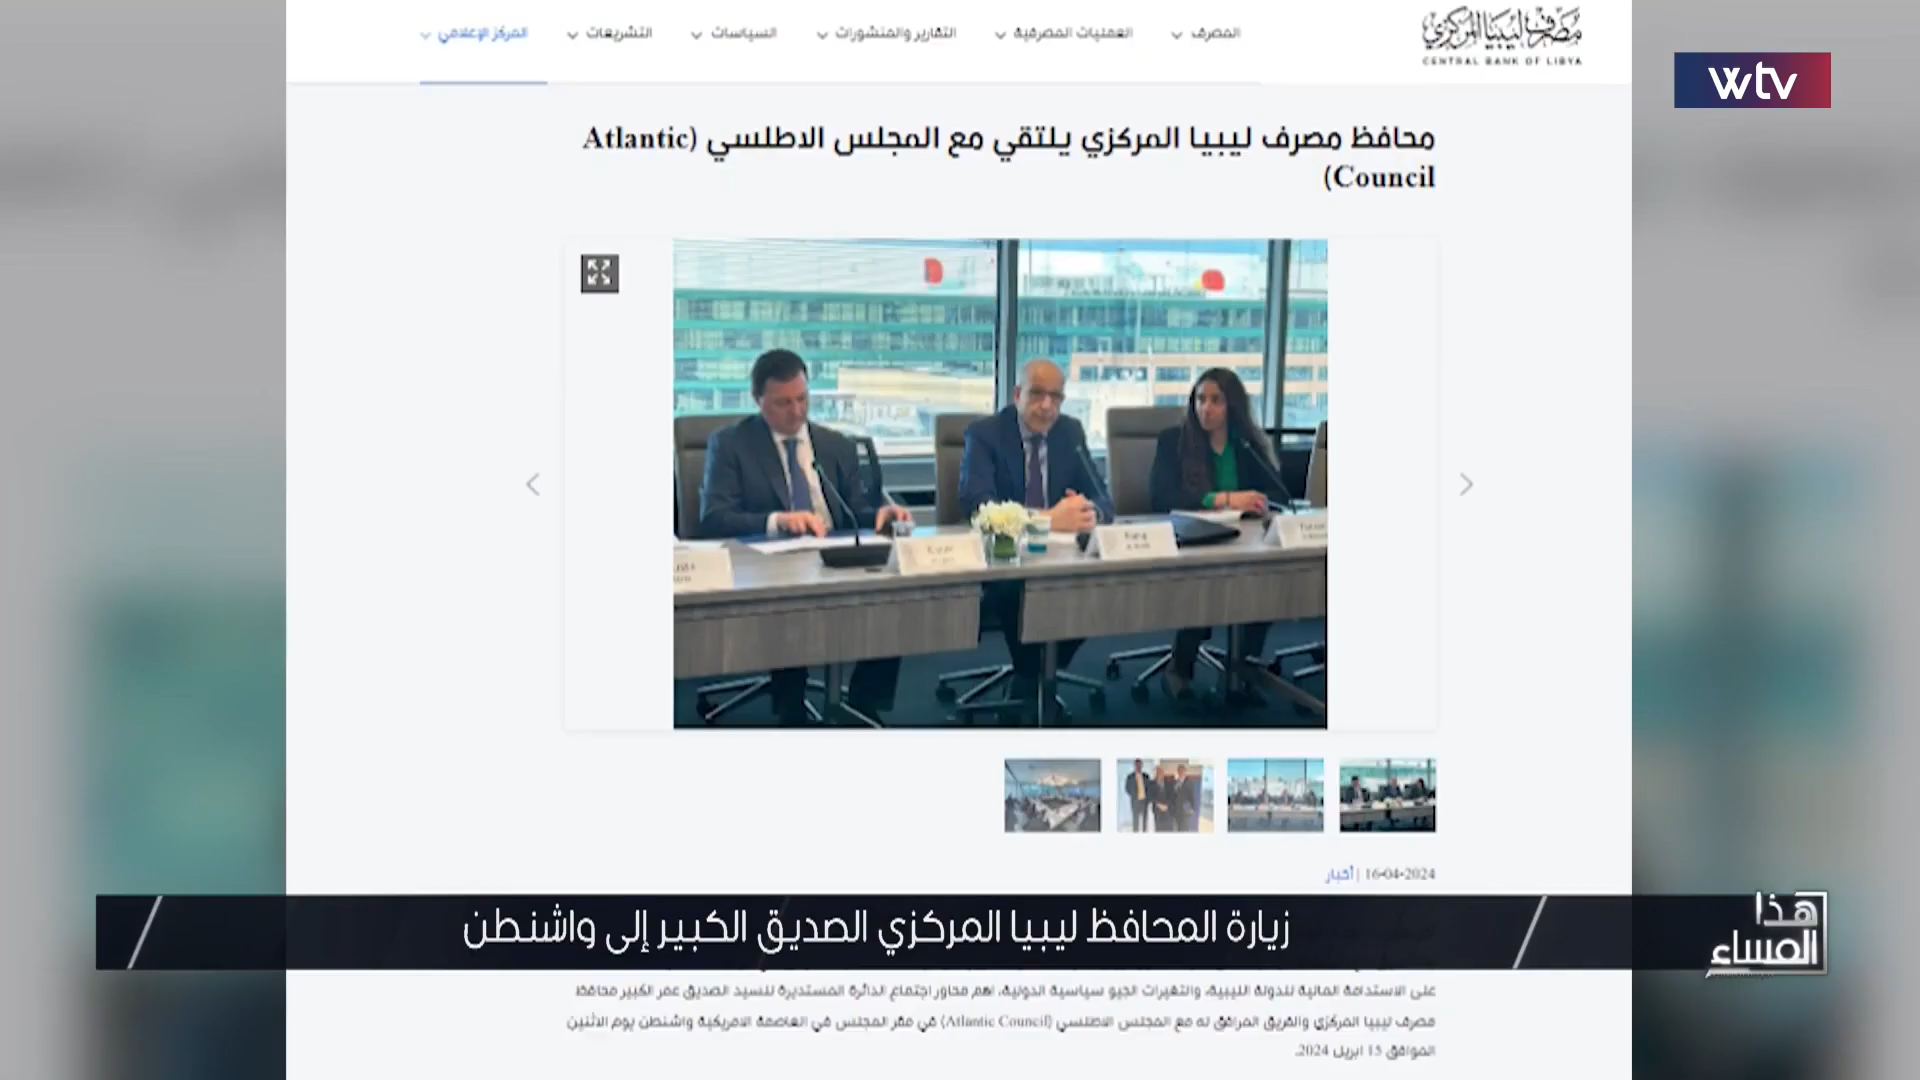 مصرف ليبيا المركزي
CENTRAL BANK OF LIBYA
المصرف
العمليات المصرفية
التقارير والمنشورات
السياسات
التشريعات
المركز الإعلامي
wtv
محافظ مصرف ليبيا المركزي يلتقي مع المجلس الاطلسي (Atlantic
Council)
16-04-2024 | أخبار
زيارة المحافظ ليبيا المركزي الصديق الكبير إلى واشنطن
هذا
المساء
على الاستدامة المالية للدولة الليبية، والتغيرات الجيو سياسية الدولية، اهم محاور اجتماع الدائرة المستديرة للسيد الصديق عمر الكبير محافظ
مصرف ليبيا المركزي والفريق المرافق له مع المجلس الاطلسي (Atlantic Council) في مقر المجلس في العاصمة الامريكية واشنطن يوم الاثنين
الموافق 15 ابريل 2024.